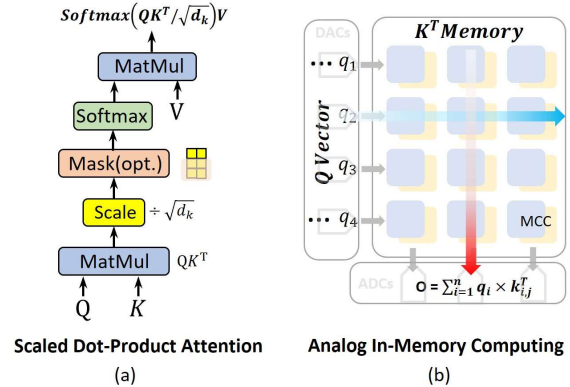 Softmax(QK^T/√d_k)V
MatMul
V
Softmax
Mask(opt.)
Scale ÷ √d_k
MatMul QK^T
Q K
Scaled Dot-Product Attention
(a)
DACs
K^T Memory
Q Vector
... q_1
q_2
q_3
... q_4
MCC
ADCs
O = ∑_{i=1}^{n} q_i × k_{i,j}^T
Analog In-Memory Computing
(b)